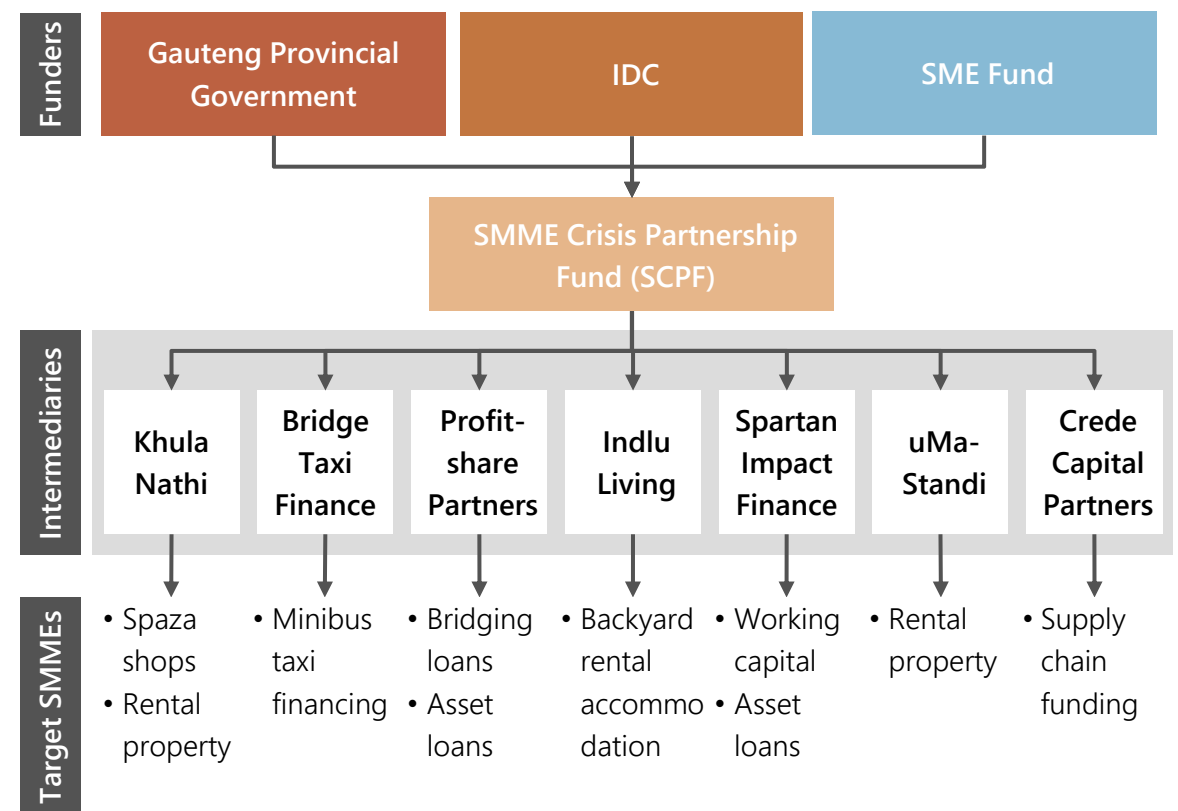 Funders
Gauteng Provincial
Government
IDC
SME Fund
SMME Crisis Partnership
Fund (SCPF)
Intermediaries
Khula
Nathi
Bridge
Taxi
Finance
Profit-
share
Partners
Indlu
Living
Spartan
Impact
Finance
uMa-
Standi
Crede
Capital
Partners
Target SMMEs
• Spaza
shops
• Rental
property
• Minibus
taxi
financing
• Bridging
loans
• Asset
loans
• Backyard
rental
accommo
dation
• Working
capital
• Asset
loans
• Rental
property
• Supply
chain
funding